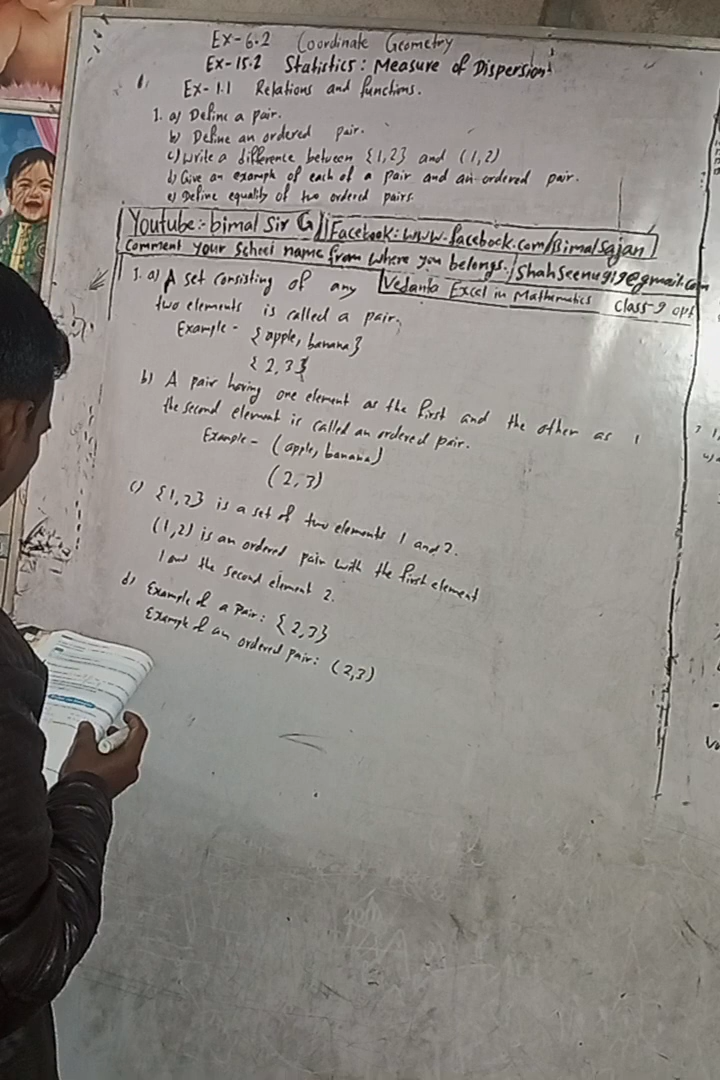 Ex-6.2 Coordinate Geometry
Ex-15.2 Statistics: Measure of Dispersion
Ex-1.1 Relations and functions.
1. a) Define a pair.
b) Define an ordered pair.
c) Write a difference between {1,2} and (1,2)
d) Give an example of each of a pair and an ordered pair.
e) Define equality of two ordered pairs.
Youtube:- bimal Sir G Facebook: www.facebook.com/Bimalsajan
Comment your School name from where you belongs. Shahseenu919@gmail.com
Vedanta Excel in Mathematics Class-9 opt
1. a) A set consisting of any
two elements is called a pair.
Example - {apple, banana}
{2,3}
b) A pair having one element as the first and the other as
the second element is called an ordered pair.
Example - (apple, banana)
(2,3)
c) {1,2} is a set of two elements 1 and 2.
(1,2) is an ordered pair with the first element
1 and the second element 2.
d) Example of a pair: {2,3}
Example of an ordered pair: (2,3)